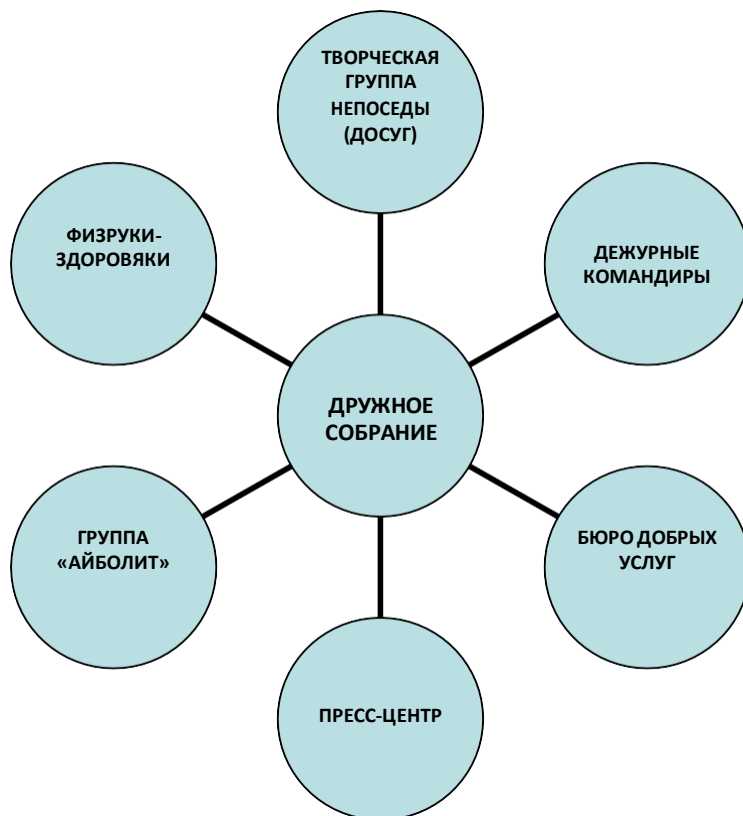 ТВОРЧЕСКАЯ
ГРУППА
НЕПОСЕДЫ
(ДОСУГ)
ФИЗРУКИ-
ЗДОРОВЯКИ
ДЕЖУРНЫЕ
КОМАНДИРЫ
ДРУЖНОЕ
СОБРАНИЕ
ГРУППА
«АЙБОЛИТ»
БЮРО ДОБРЫХ
УСЛУГ
ПРЕСС-ЦЕНТР